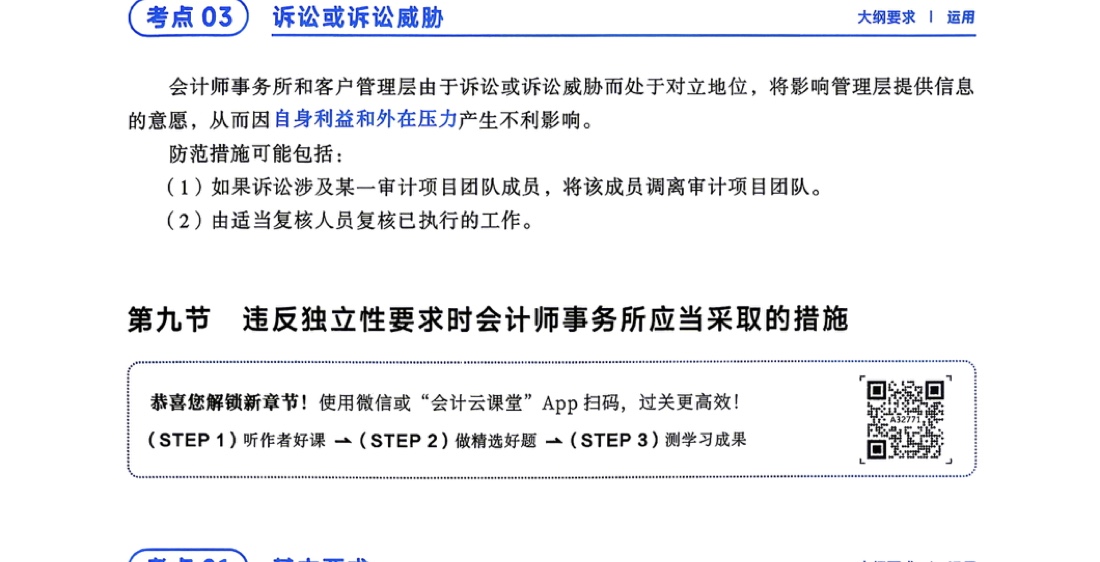 考点 03 诉讼或诉讼威胁 大纲要求 | 运用
会计师事务所和客户管理层由于诉讼或诉讼威胁而处于对立地位，将影响管理层提供信息
的意愿，从而因自身利益和外在压力产生不利影响。
防范措施可能包括：
（1）如果诉讼涉及某一审计项目团队成员，将该成员调离审计项目团队。
（2）由适当复核人员复核已执行的工作。
第九节 违反独立性要求时会计师事务所应当采取的措施
恭喜您解锁新章节！使用微信或“会计云课堂”App 扫码，过关更高效！
（STEP 1）听作者好课 ⇀（STEP 2）做精选好题 ⇀（STEP 3）测学习成果
A32771